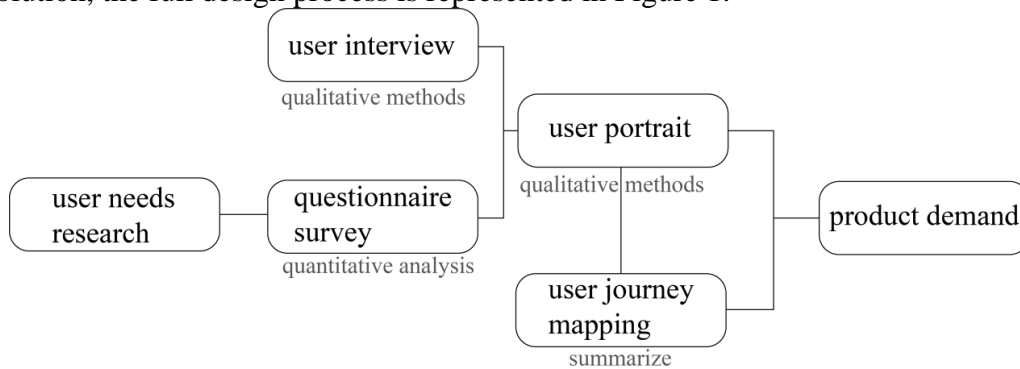 olution, the full design process is represented in Figure 1.
user interview
qualitative methods
user portrait
qualitative methods
user needs
research
questionnaire
survey
quantitative analysis
product demand
user journey
mapping
summarize